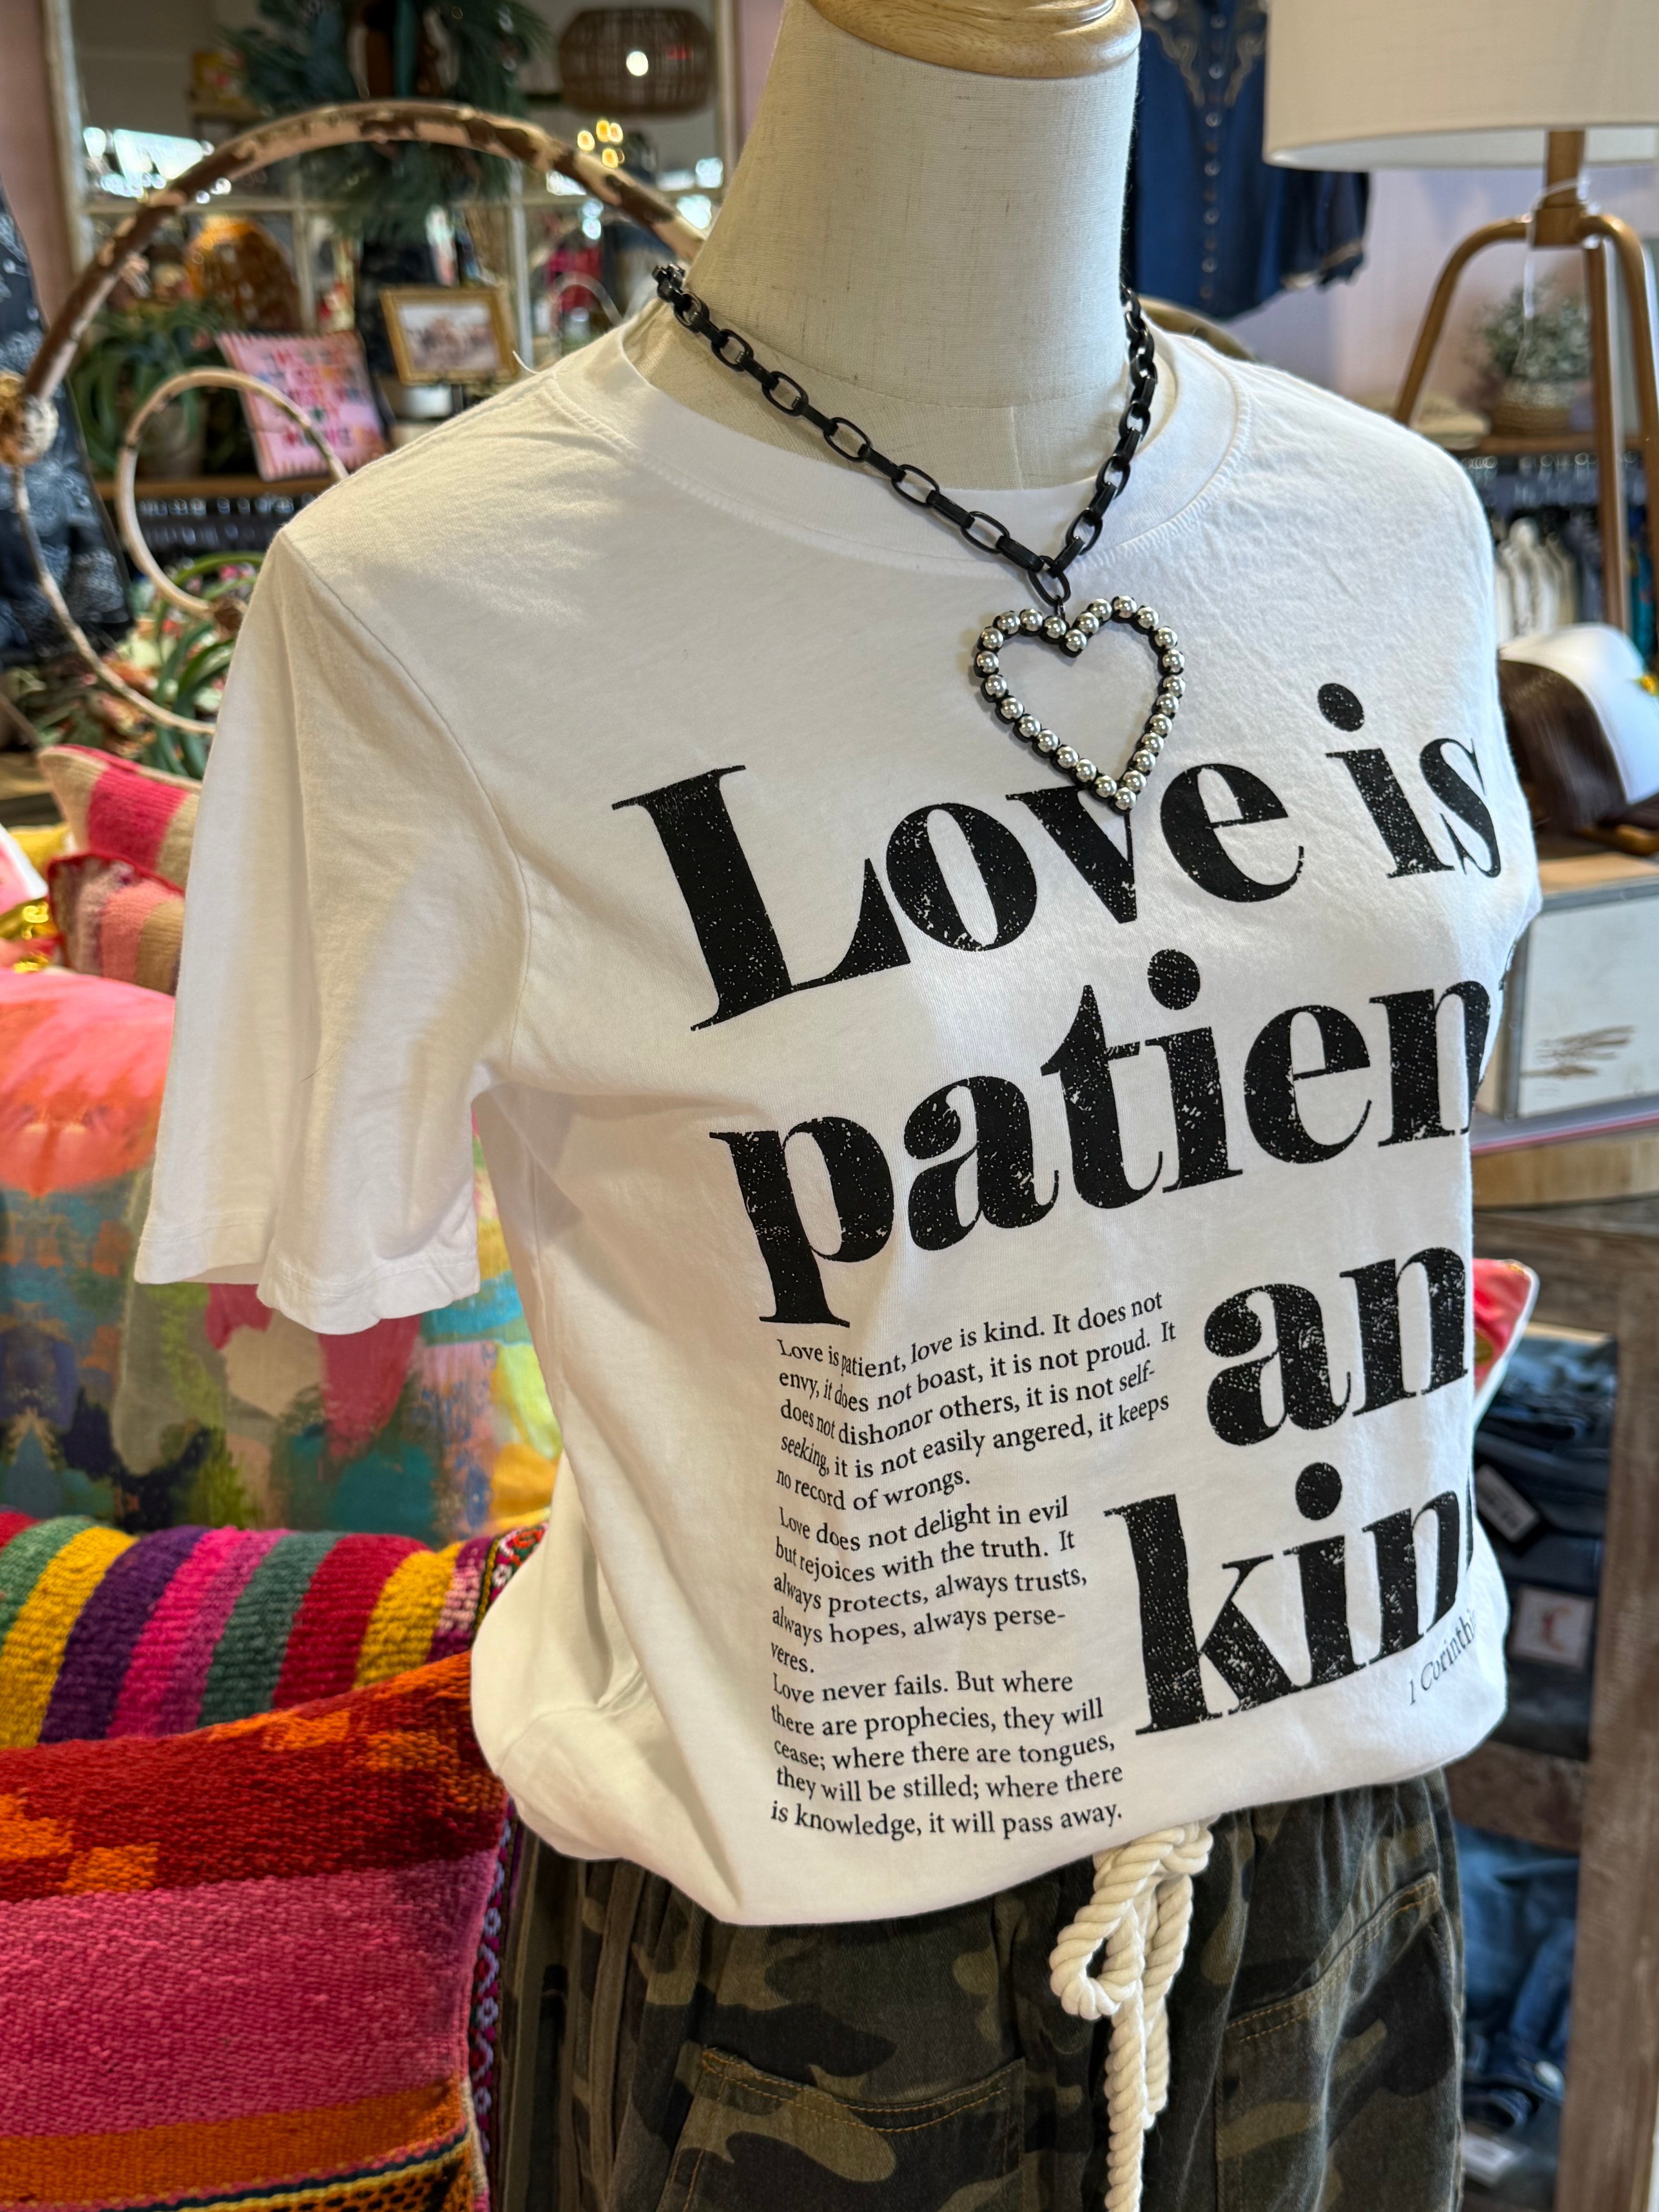 Love is
patien
an
kin
Love is patient, love is kind. It does not
envy, it does not boast, it is not proud. It
does not dishonor others, it is not self-
seeking, it is not easily angered, it keeps
no record of wrongs.
Love does not delight in evil
but rejoices with the truth. It
always protects, always trusts,
always hopes, always perse-
veres.
Love never fails. But where
there are prophecies, they will
cease; where there are tongues,
they will be stilled; where there
is knowledge, it will pass away.
1 Corinthi